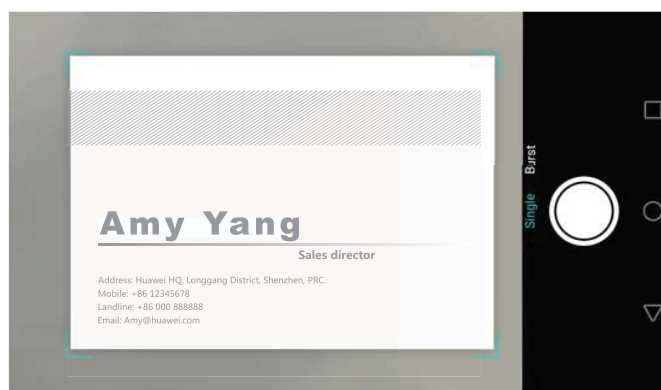 Amy Yang
Sales director
Address: Huawei HQ, Longgang District, Shenzhen, PRC.
Mobile: +86 12345678
Landline: +86 000 888888
Email: Amy@huawei.com
Single Burst